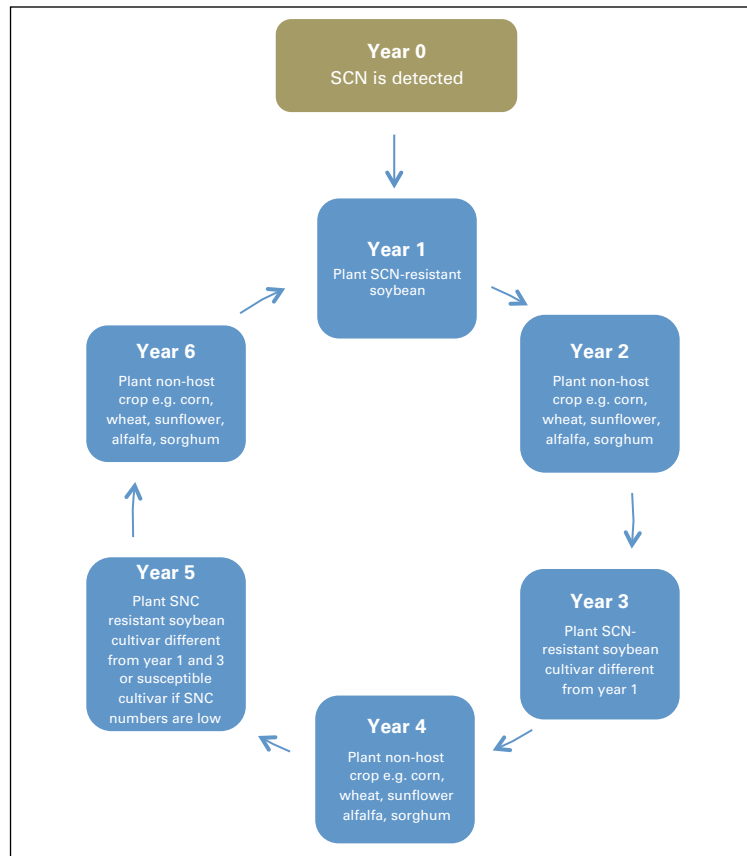 Year 0
SCN is detected
Year 1
Plant SCN-resistant
soybean
Year 2
Plant non-host
crop e.g. corn,
wheat, sunflower,
alfalfa, sorghum
Year 3
Plant SCN-
resistant soybean
cultivar different
from year 1
Year 4
Plant non-host
crop e.g. corn,
wheat, sunflower
alfalfa, sorghum
Year 5
Plant SNC
resistant soybean
cultivar different
from year 1 and 3
or susceptible
cultivar if SNC
numbers are low
Year 6
Plant non-host
crop e.g. corn,
wheat, sunflower,
alfalfa, sorghum